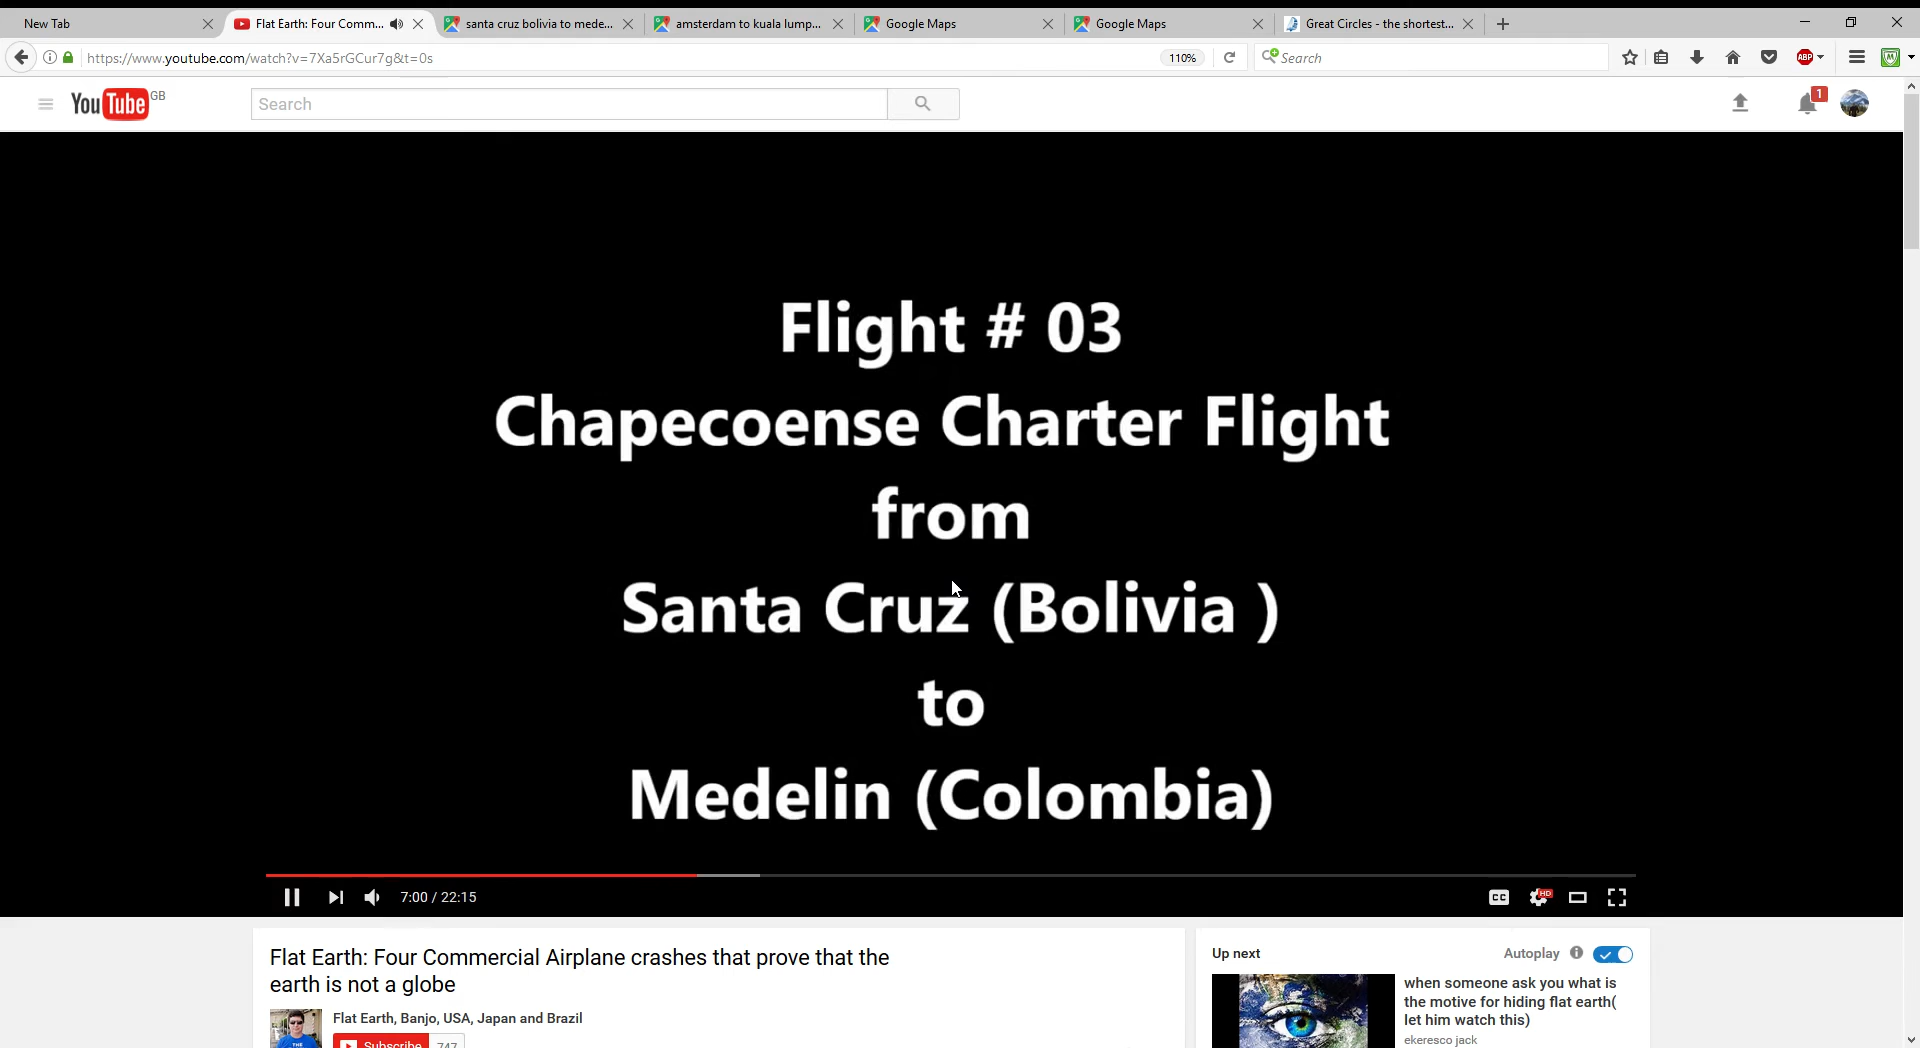 New Tab
Flat Earth: Four Comm...
santa cruz bolivia to mede...
amsterdam to kuala lump...
Google Maps
Google Maps
Great Circles - the shortest...
https://www.youtube.com/watch?v=7Xa5rGCur7g&t=0s
110%
Search
ABP
YouTube GB
Search
1
Flight # 03
Chapecoense Charter Flight
from
Santa Cruz (Bolivia )
to
Medelin (Colombia)
7:00 / 22:15
CC
HD
Flat Earth: Four Commercial Airplane crashes that prove that the
earth is not a globe
Flat Earth, Banjo, USA, Japan and Brazil
Subscribe 747
THE
Up next
Autoplay
when someone ask you what is
the motive for hiding flat earth(
let him watch this)
ekeresco jack